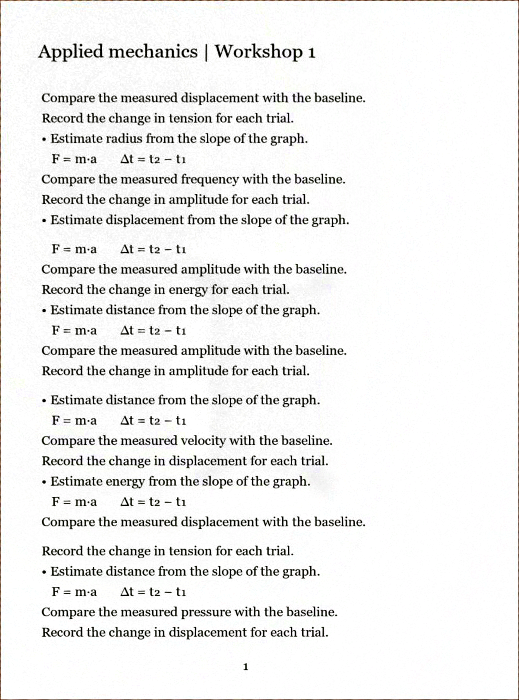 Applied mechanics | Workshop 1
Compare the measured displacement with the baseline.
Record the change in tension for each trial.
• Estimate radius from the slope of the graph.
F = m·a Δt = t2 − t1
Compare the measured frequency with the baseline.
Record the change in amplitude for each trial.
• Estimate displacement from the slope of the graph.
F = m·a Δt = t2 − t1
Compare the measured amplitude with the baseline.
Record the change in energy for each trial.
• Estimate distance from the slope of the graph.
F = m·a Δt = t2 − t1
Compare the measured amplitude with the baseline.
Record the change in amplitude for each trial.
• Estimate distance from the slope of the graph.
F = m·a Δt = t2 − t1
Compare the measured velocity with the baseline.
Record the change in displacement for each trial.
• Estimate energy from the slope of the graph.
F = m·a Δt = t2 − t1
Compare the measured displacement with the baseline.
Record the change in tension for each trial.
• Estimate distance from the slope of the graph.
F = m·a Δt = t2 − t1
Compare the measured pressure with the baseline.
Record the change in displacement for each trial.
1